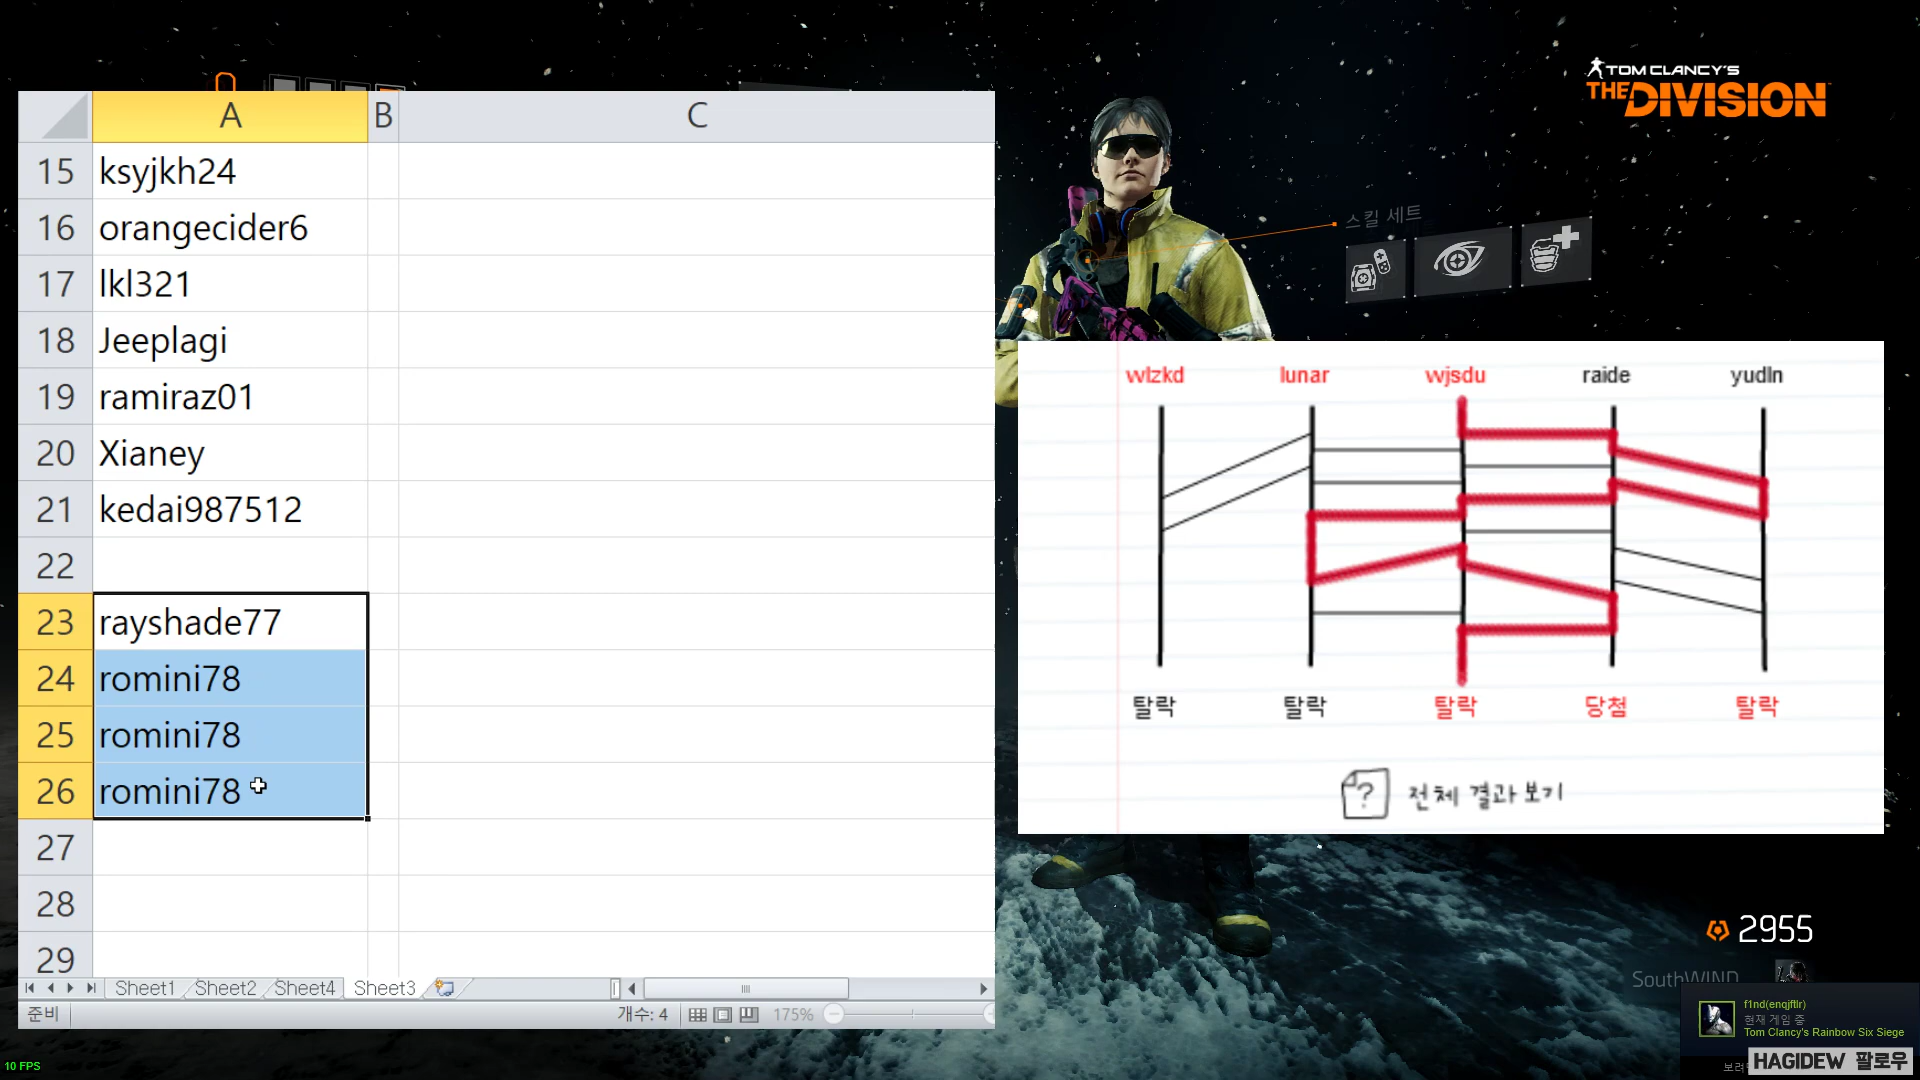 TOM CLANCY'S
THE DIVISION
A B C
15 ksyjkh24
16 orangecider6
17 lkl321
18 Jeeplagi
19 ramiraz01
20 Xianey
21 kedai987512
22
23 rayshade77
24 romini78
25 romini78
26 romini78
27
28
29
Sheet1 Sheet2 Sheet4 Sheet3
준비 개수: 4 175%
스킬 세트
wlzkd lunar wjsdu raide yudln
탈락 탈락 탈락 당첨 탈락
? 전체 결과 보기
2955
SouthWIND
f1nd(enqjftlr)
현재 게임 중
Tom Clancy's Rainbow Six Siege
HAGIDEW 팔로우
10 FPS